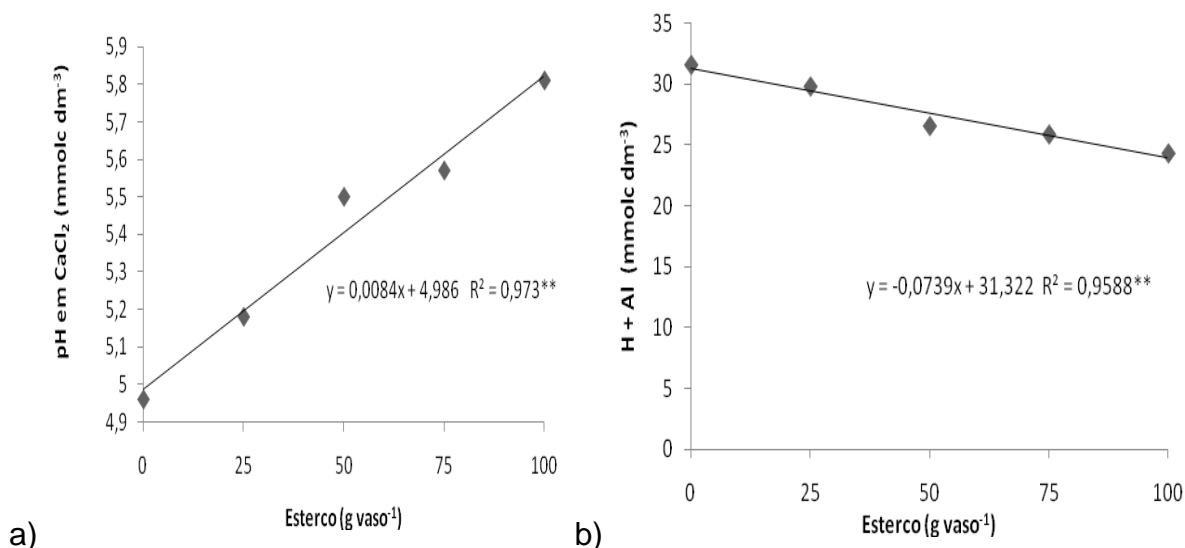 pH em CaCl₂ (mmolc dm⁻³)
5,9
5,8
5,7
5,6
5,5
5,4
5,3
5,2
5,1
5
4,9
y = 0,0084x + 4,986 R² = 0,973**
0 25 50 75 100
Esterco (g vaso⁻¹)
a)
H + Al (mmolc dm⁻³)
35
30
25
20
15
10
5
0
y = -0,0739x + 31,322 R² = 0,9588**
0 25 50 75 100
Esterco (g vaso⁻¹)
b)